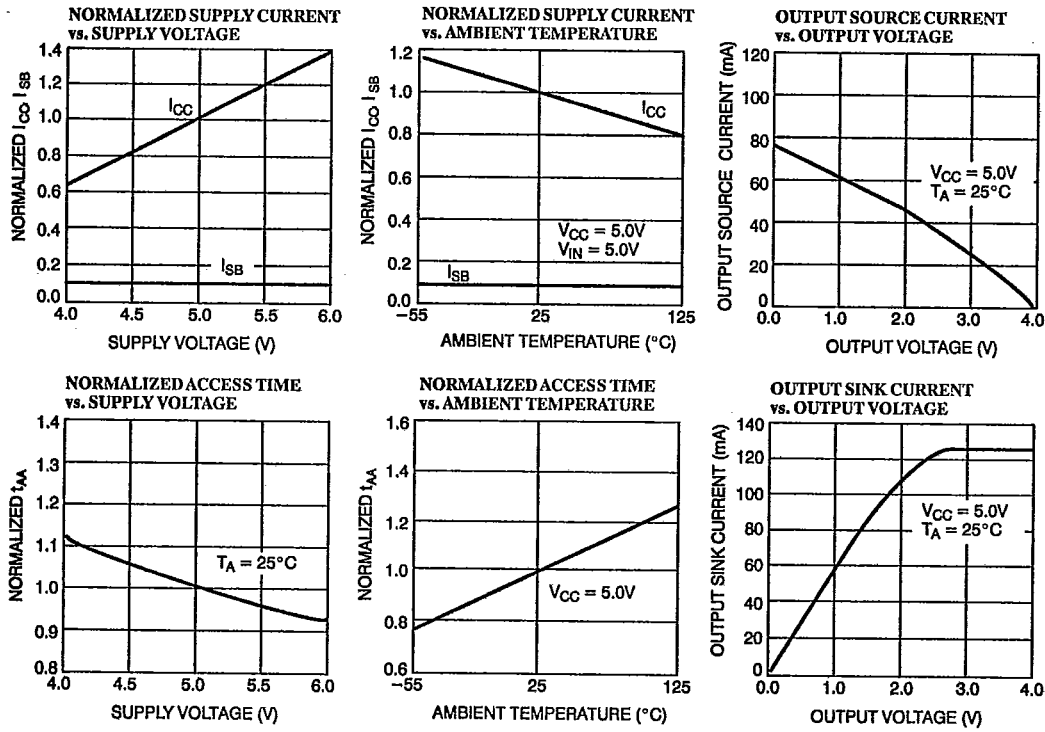 NORMALIZED SUPPLY CURRENT
vs. SUPPLY VOLTAGE
1.4
1.2
1.0
0.8
0.6
0.4
0.2
0.0
NORMALIZED ICC, ISB
ICC
ISB
4.0 4.5 5.0 5.5 6.0
SUPPLY VOLTAGE (V)
NORMALIZED SUPPLY CURRENT
vs. AMBIENT TEMPERATURE
1.2
1.0
0.8
0.6
0.4
0.2
0.0
NORMALIZED ICC, ISB
ICC
VCC = 5.0V
VIN = 5.0V
ISB
−55 25 125
AMBIENT TEMPERATURE (°C)
OUTPUT SOURCE CURRENT
vs. OUTPUT VOLTAGE
120
100
80
60
40
20
0
OUTPUT SOURCE CURRENT (mA)
VCC = 5.0V
TA = 25°C
0.0 1.0 2.0 3.0 4.0
OUTPUT VOLTAGE (V)
NORMALIZED ACCESS TIME
vs. SUPPLY VOLTAGE
1.4
1.3
1.2
1.1
1.0
0.9
0.8
NORMALIZED tAA
TA = 25°C
4.0 4.5 5.0 5.5 6.0
SUPPLY VOLTAGE (V)
NORMALIZED ACCESS TIME
vs. AMBIENT TEMPERATURE
1.6
1.4
1.2
1.0
0.8
0.6
NORMALIZED tAA
VCC = 5.0V
−55 25 125
AMBIENT TEMPERATURE (°C)
OUTPUT SINK CURRENT
vs. OUTPUT VOLTAGE
140
120
100
80
60
40
20
0
OUTPUT SINK CURRENT (mA)
VCC = 5.0V
TA = 25°C
0.0 1.0 2.0 3.0 4.0
OUTPUT VOLTAGE (V)